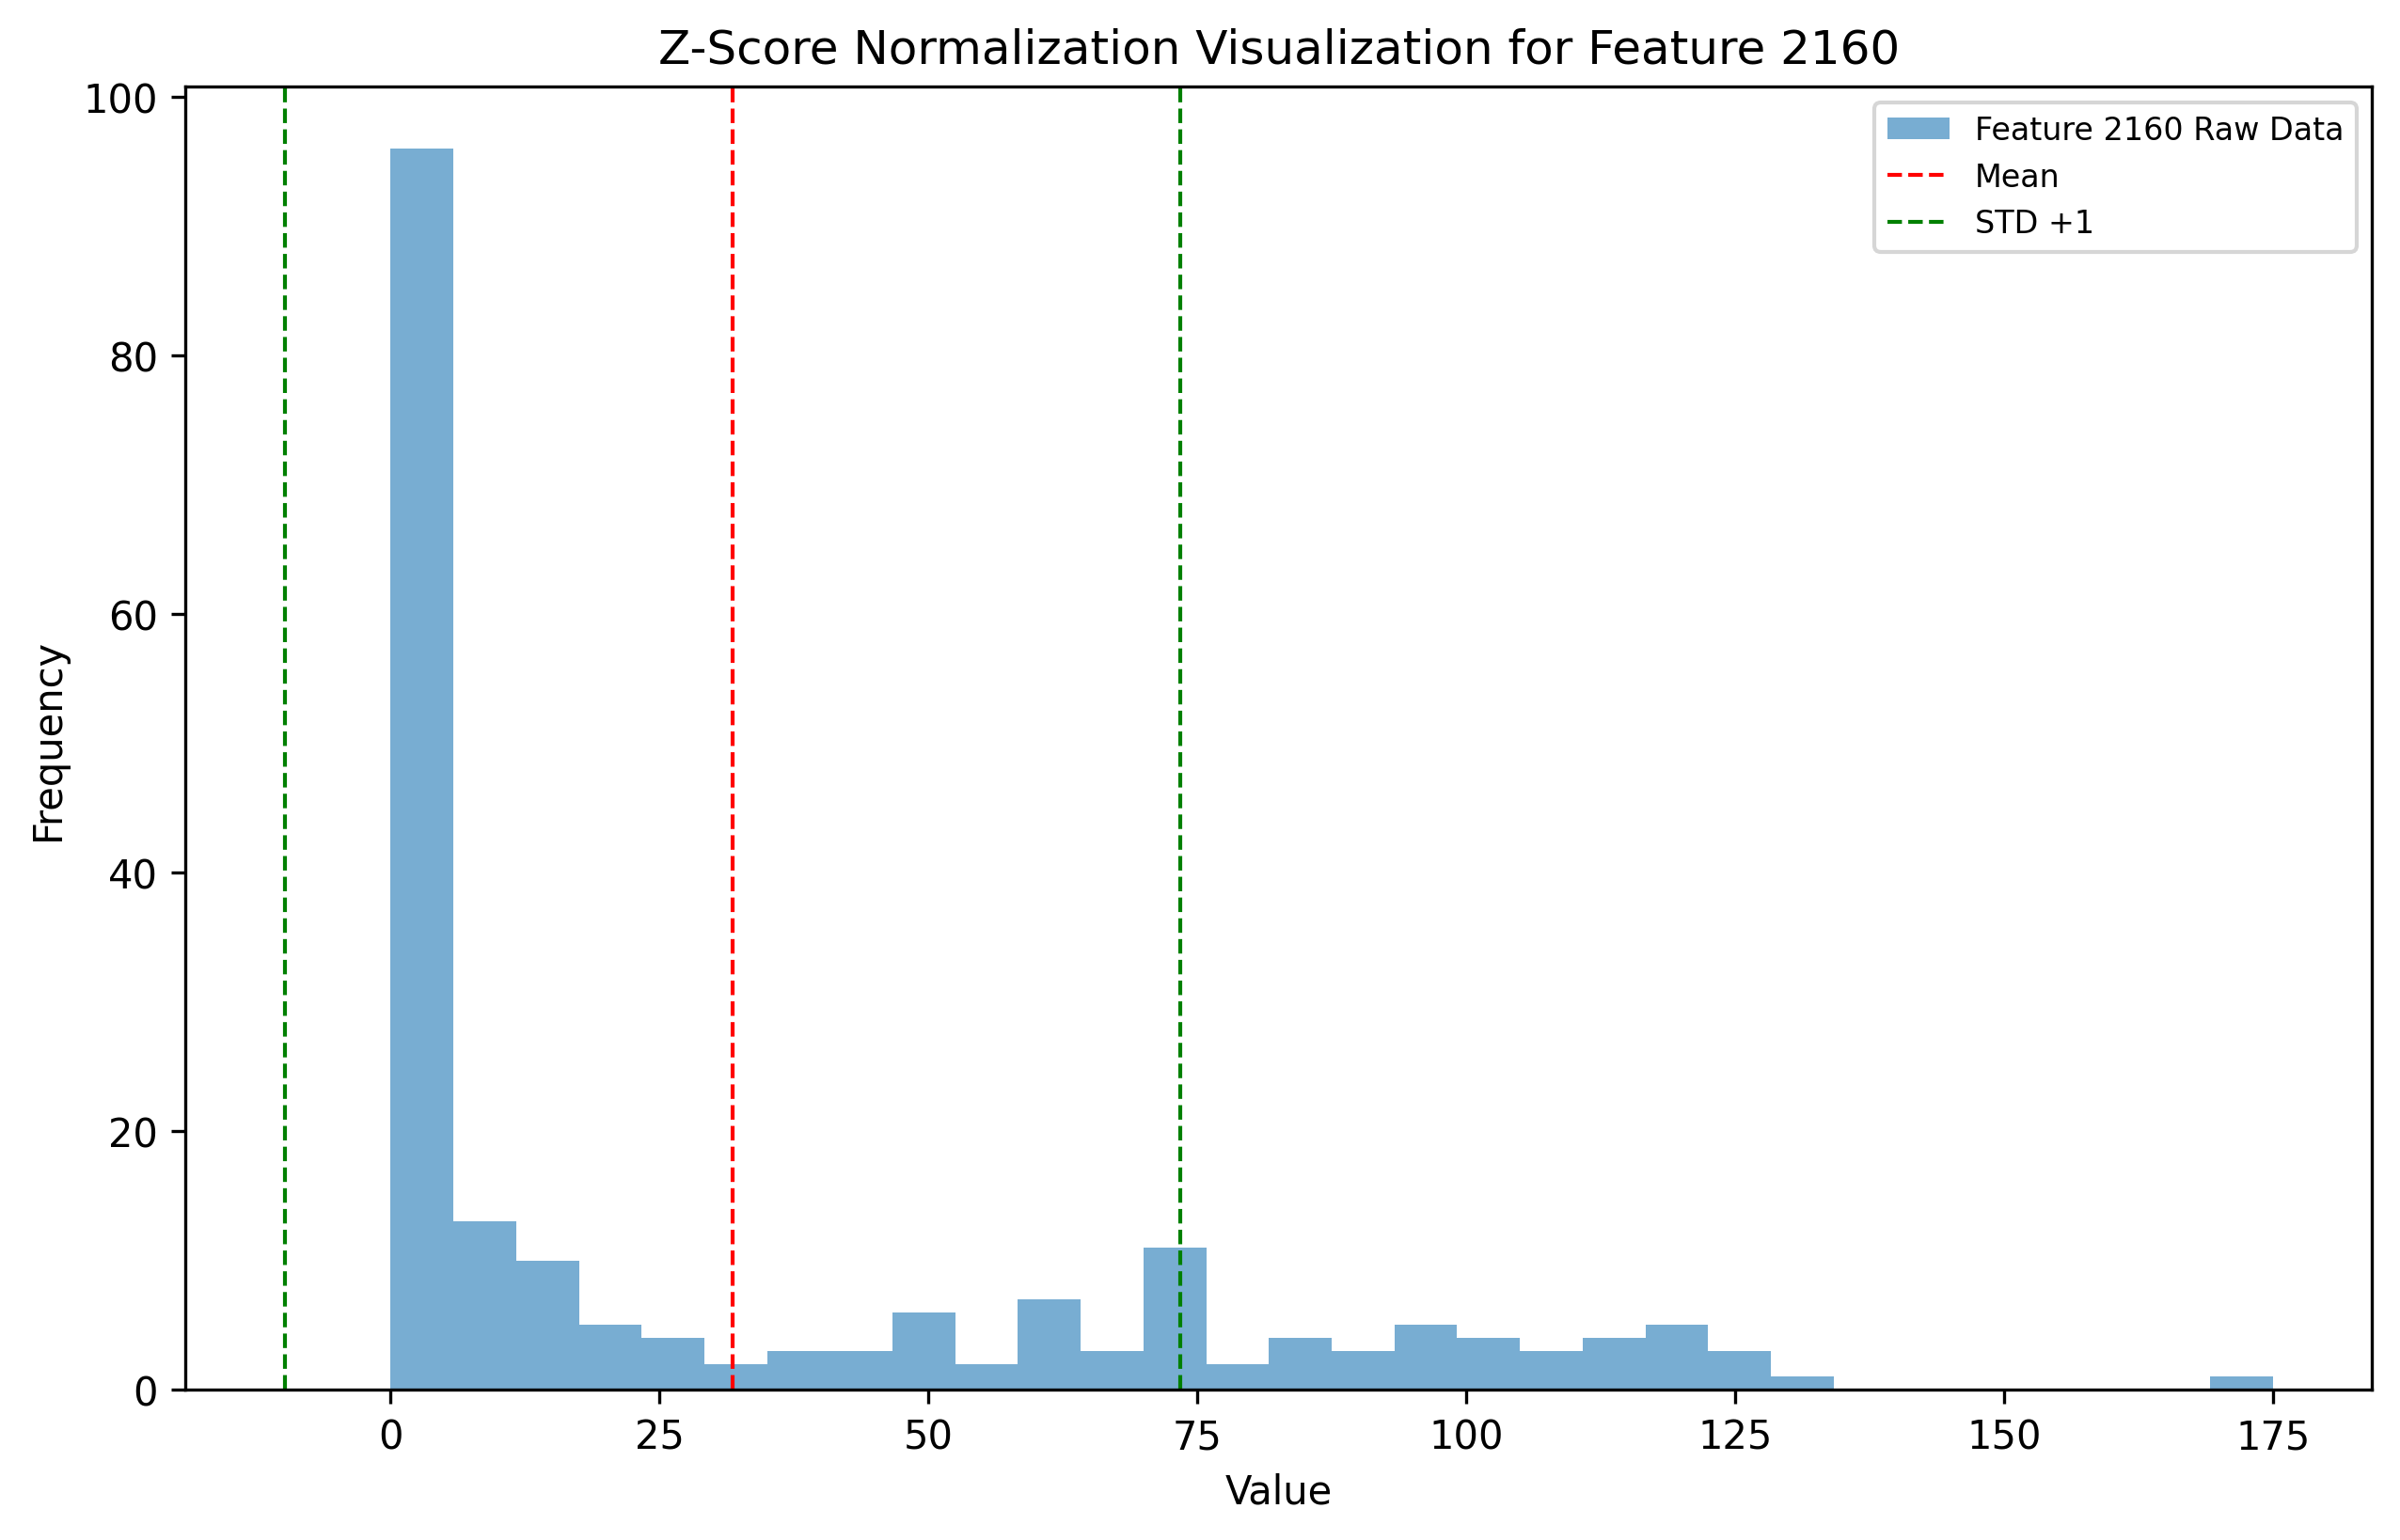 Z-Score Normalization Visualization for Feature 2160
Feature 2160 Raw Data
Mean
STD +1
100
80
60
40
20
0
Frequency
0 25 50 75 100 125 150 175
Value